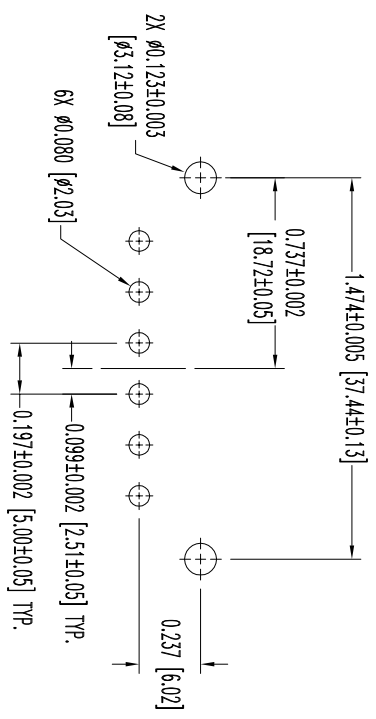 1.474±0.005 [37.44±0.13]
0.737±0.002
[18.72±0.05]
2X ø0.123±0.003
[ø3.12±0.08]
6X ø0.080 [ø2.03]
0.237 [6.02]
0.099±0.002 [2.51±0.05] TYP.
0.197±0.002 [5.00±0.05] TYP.